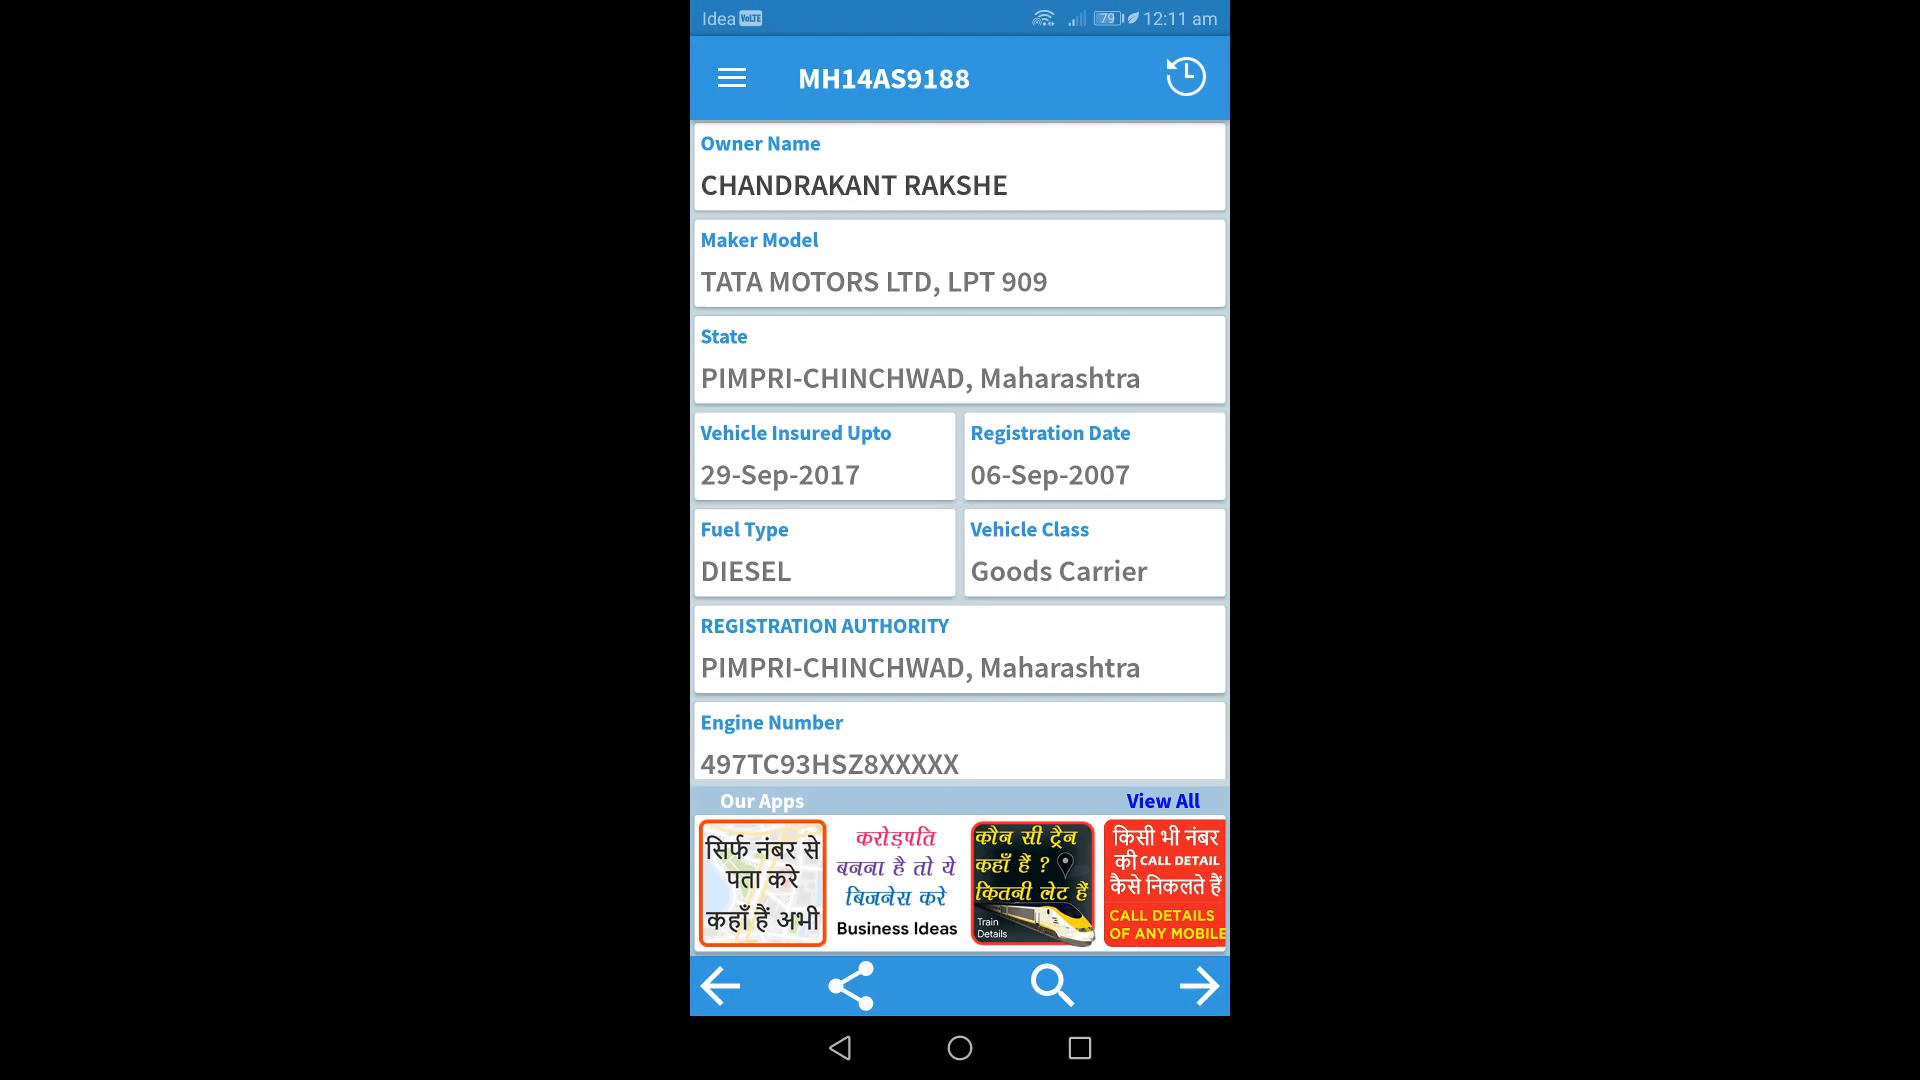 Idea VoLTE 79 12:11 am
MH14AS9188
Owner Name
CHANDRAKANT RAKSHE
Maker Model
TATA MOTORS LTD, LPT 909
State
PIMPRI-CHINCHWAD, Maharashtra
Vehicle Insured Upto
29-Sep-2017
Registration Date
06-Sep-2007
Fuel Type
DIESEL
Vehicle Class
Goods Carrier
REGISTRATION AUTHORITY
PIMPRI-CHINCHWAD, Maharashtra
Engine Number
497TC93HSZ8XXXXX
Our Apps View All
सिर्फ नंबर से
पता करे
कहाँ हैं अभी
करोड़पति
बनना है तो ये
बिजनेस करे
Business Ideas
कौन सी ट्रैन
कहाँ हैं ?
कितनी लेट हैं
Train
Details
किसी भी नंबर
की CALL DETAIL
कैसे निकलते हैं
CALL DETAILS
OF ANY MOBILE